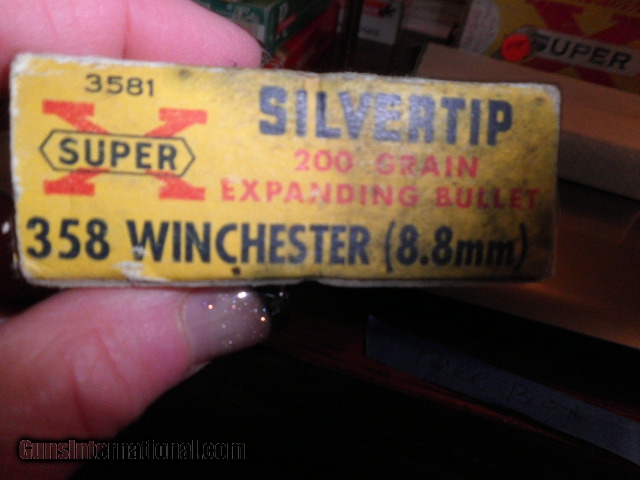 3581
X
SUPER
SILVERTIP
200 GRAIN
EXPANDING BULLET
358 WINCHESTER (8.8mm)
X
SUPER
GunsInternational.com